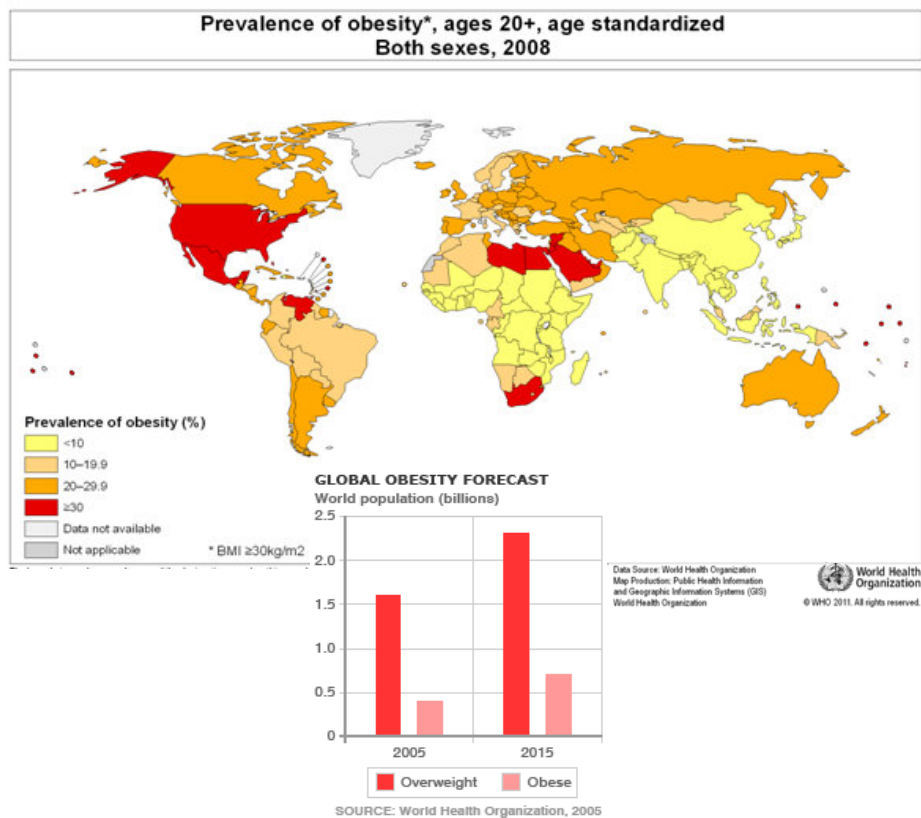 Prevalence of obesity*, ages 20+, age standardized
Both sexes, 2008
Prevalence of obesity (%)
<10
10–19.9
20–29.9
≥30
Data not available
Not applicable
* BMI ≥30kg/m2
GLOBAL OBESITY FORECAST
World population (billions)
2.5
2.0
1.5
1.0
0.5
0
2005
2015
Overweight
Obese
SOURCE: World Health Organization, 2005
Data Source: World Health Organization
Map Production: Public Health Information
and Geographic Information Systems (GIS)
World Health Organization
World Health
Organization
© WHO 2011. All rights reserved.